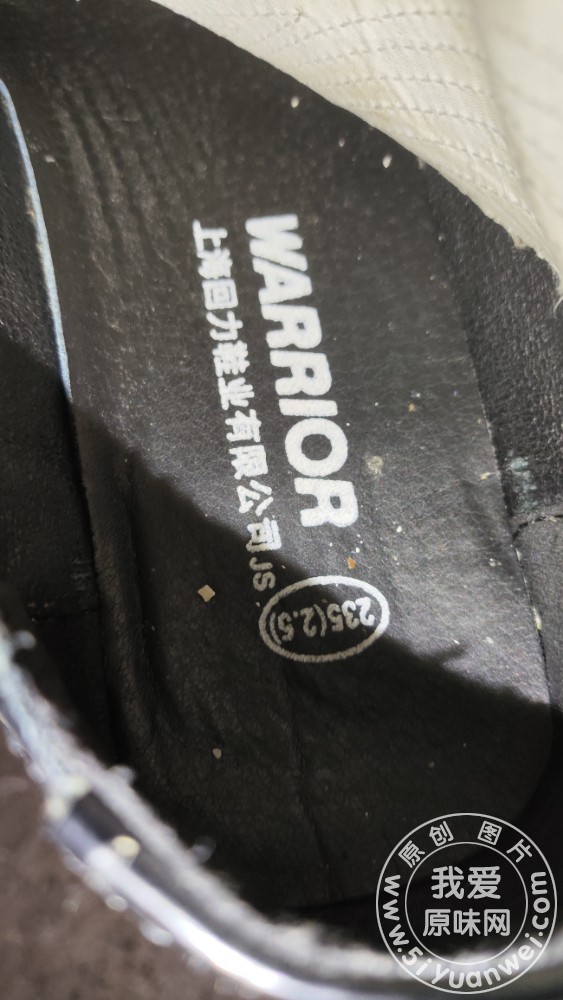 WARRIOR
上海回力鞋业有限公司JS
235(2.5)
原创 图片
我爱
原味网
www.5iyuanwei.com